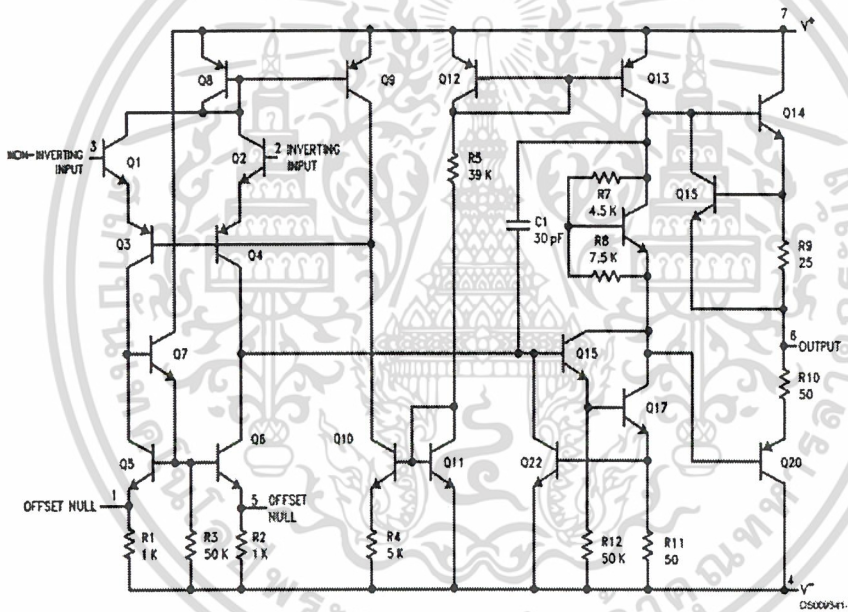 7 V+
Q8
Q9
Q12
Q13
Q14
NON-INVERTING
INPUT
3
Q1
Q2
2 INVERTING
INPUT
R5
39 K
R7
4.5 K
Q15
C1
30 pF
R8
7.5 K
R9
25
Q3
Q4
6
OUTPUT
Q7
Q15
R10
50
Q17
Q5
Q6
Q10
Q11
Q22
Q20
OFFSET NULL
1
5 OFFSET
NULL
R1
1 K
R3
50 K
R2
1K
R4
5 K
R12
50 K
R11
50
4
V-